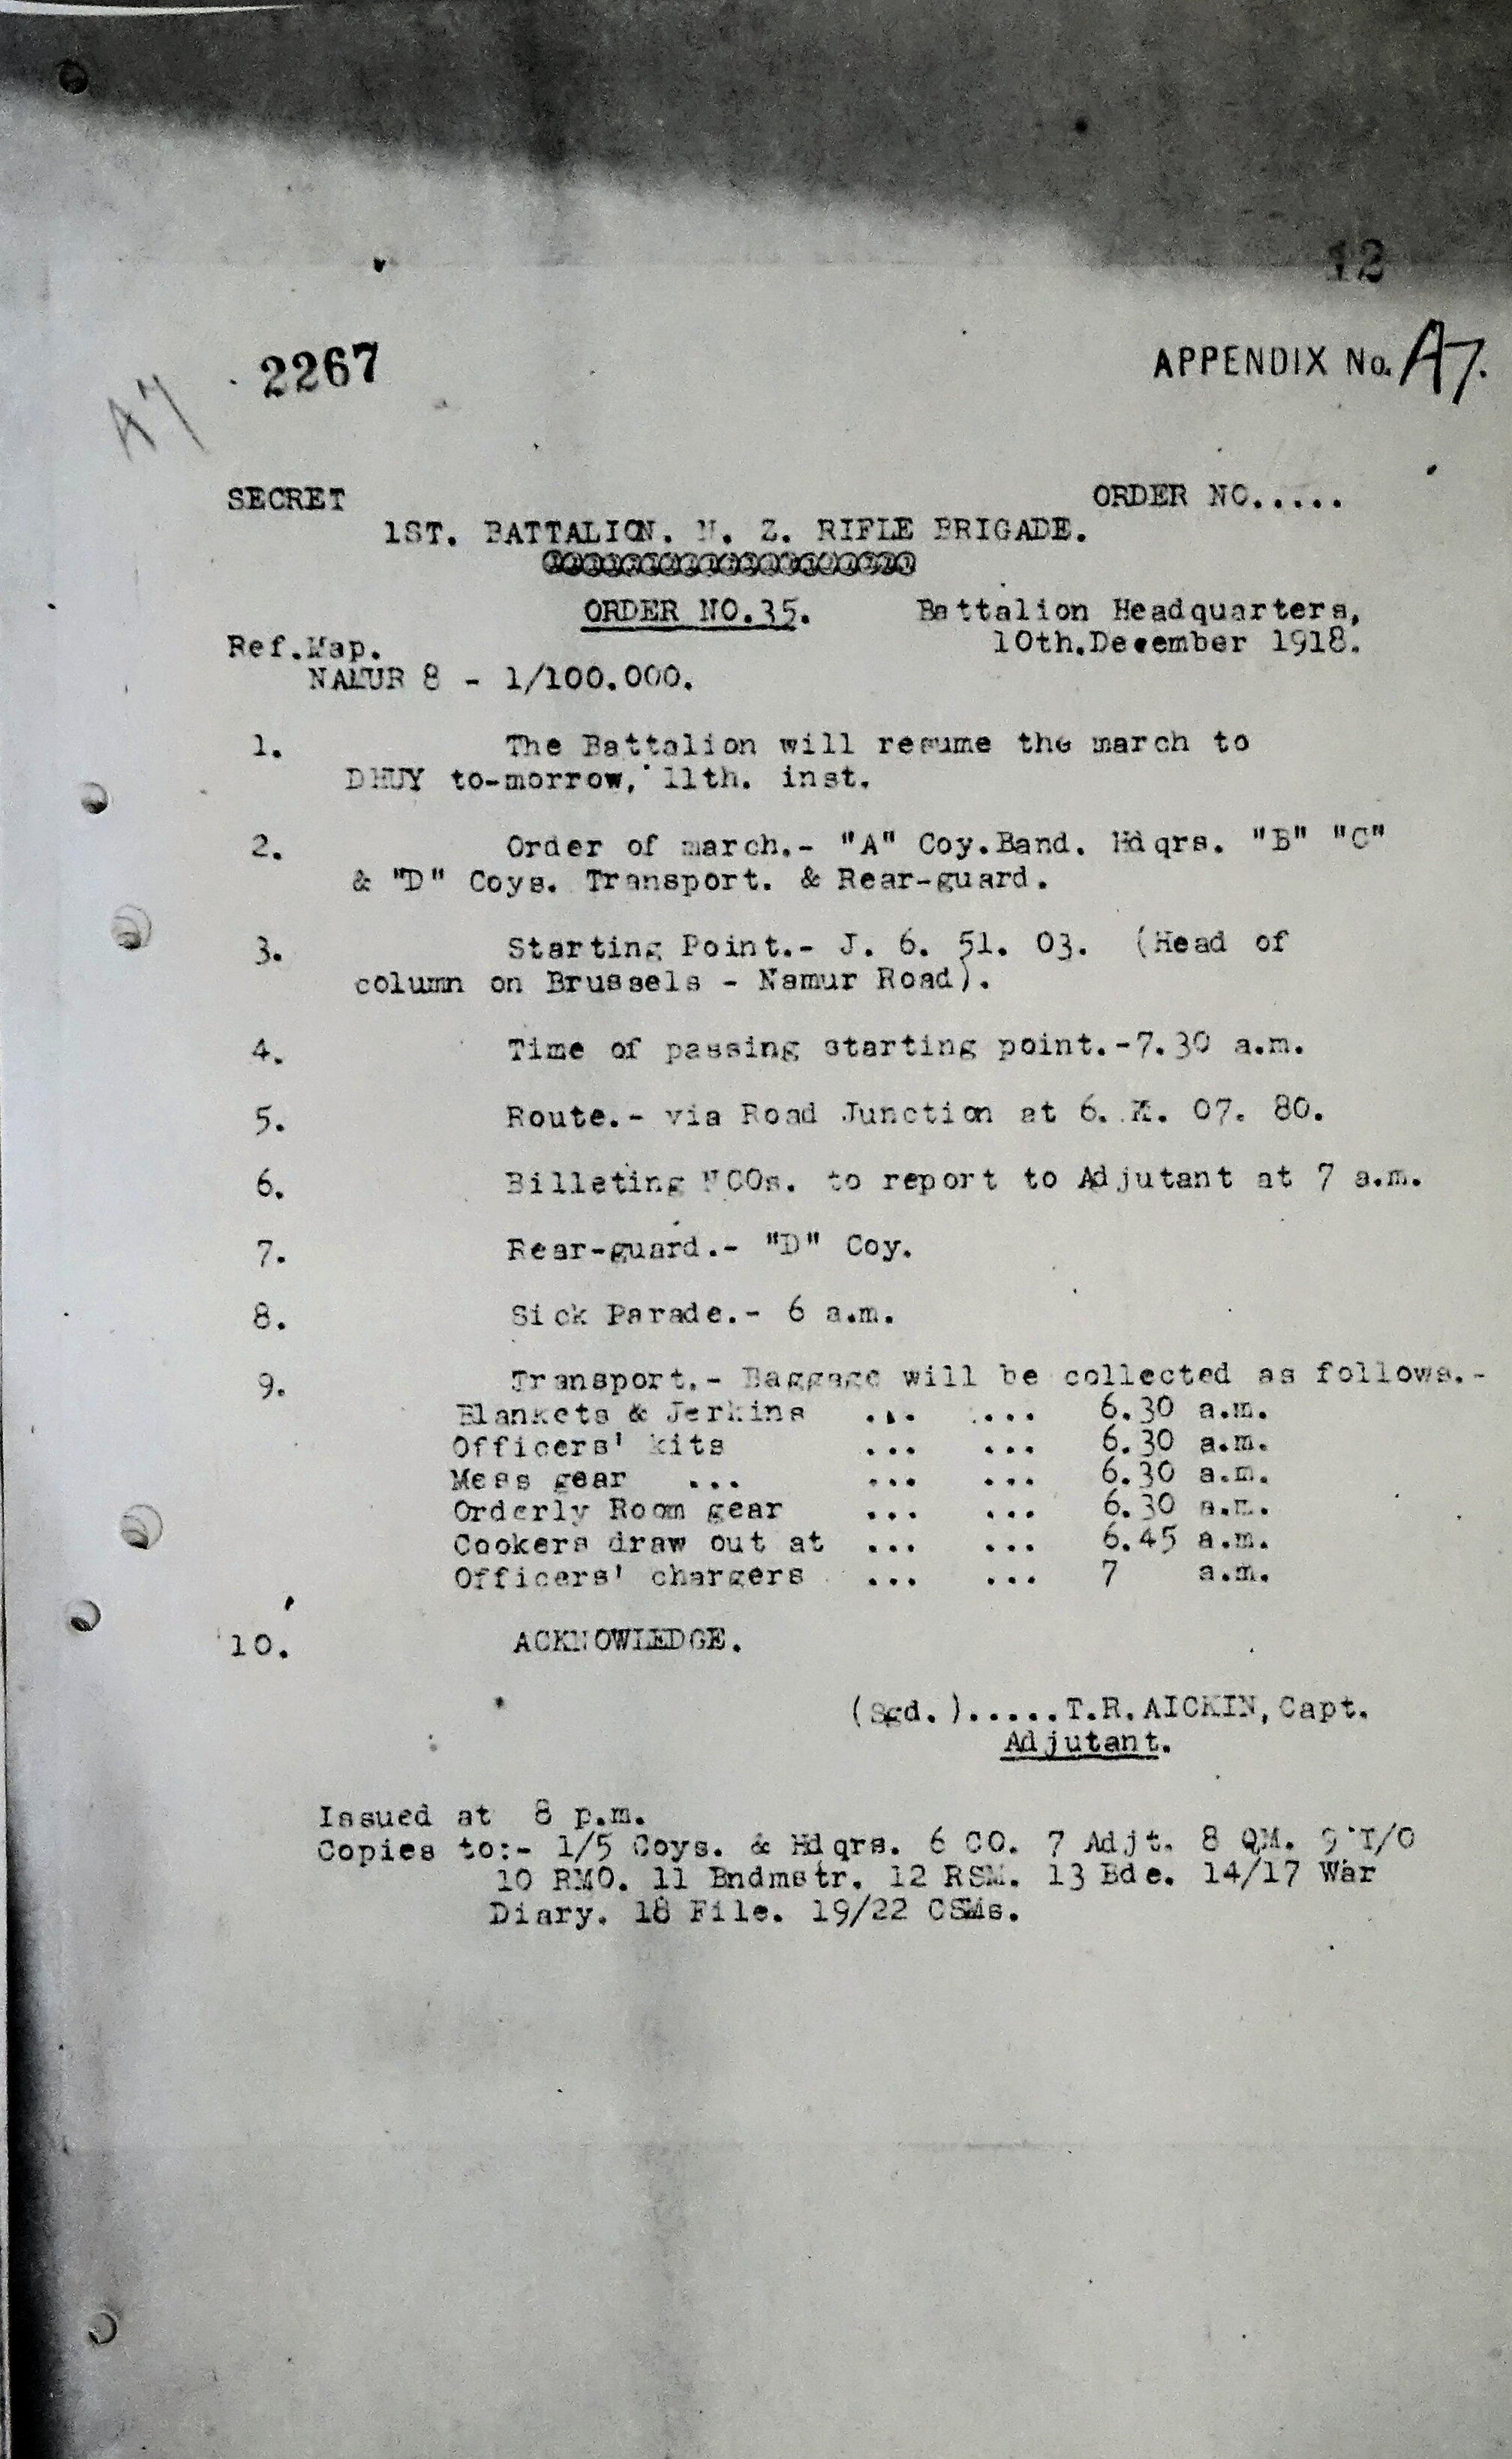 12
2267
APPENDIX No. A7.
A7
SECRET ORDER NO.....
1ST. BATTALION. N. Z. RIFLE BRIGADE.
ORDER NO.35. Battalion Headquarters,
10th.December 1918.
Ref.Map.
NAMUR 8 - 1/100.000.
1. The Battalion will resume the march to
DHUY to-morrow, 11th. inst.
2. Order of march.- "A" Coy.Band. Hdqrs. "B" "C"
& "D" Coys. Transport. & Rear-guard.
3. Starting Point.- J. 6. 51. 03. (Head of
column on Brussels - Namur Road).
4. Time of passing starting point.-7.30 a.m.
5. Route.- via Road Junction at 6. K. 07. 80.
6. Billeting NCOs. to report to Adjutant at 7 a.m.
7. Rear-guard.- "D" Coy.
8. Sick Parade.- 6 a.m.
9. Transport.- Baggage will be collected as follows.-
Blankets & Jerkins ... ... 6.30 a.m.
Officers' kits ... ... 6.30 a.m.
Mess gear ... ... ... 6.30 a.m.
Orderly Room gear ... ... 6.30 a.m.
Cookers draw out at ... ... 6.45 a.m.
Officers' chargers ... ... 7 a.m.
10. ACKNOWLEDGE.
(Sgd.).....T.R.AICKIN,Capt.
Adjutant.
Issued at 8 p.m.
Copies to:- 1/5 Coys. & Hdqrs. 6 CO. 7 Adjt. 8 QM. 9 T/O
10 RMO. 11 Bndmstr. 12 RSM. 13 Bde. 14/17 War
Diary. 18 File. 19/22 CSMs.